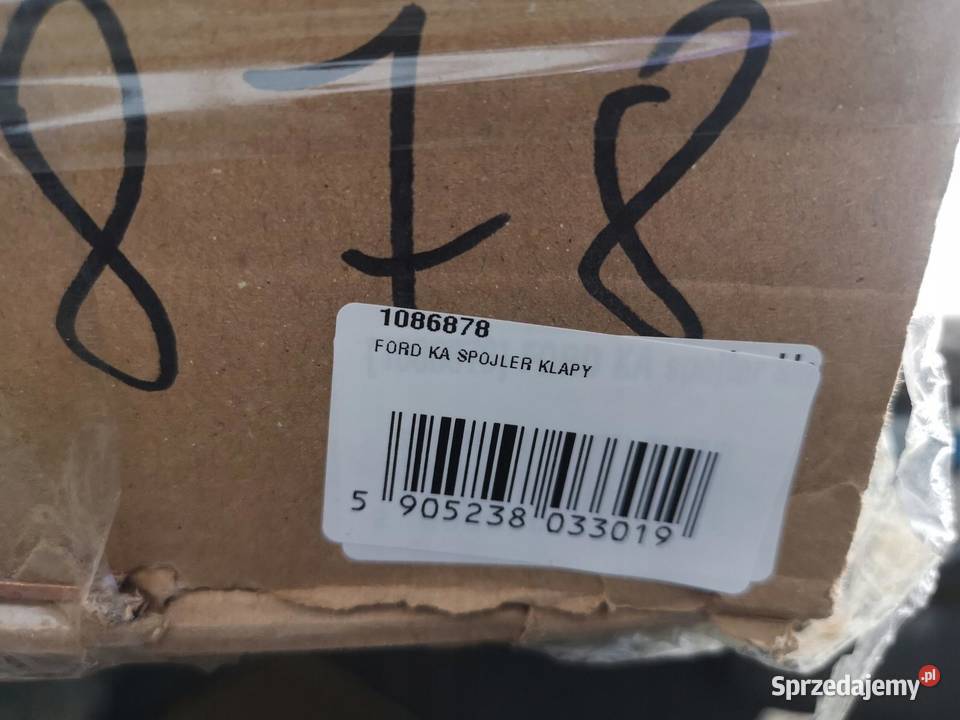 878
1086878
FORD KA SPOJLER KLAPY
5 905238 033019
Sprzedajemy.pl